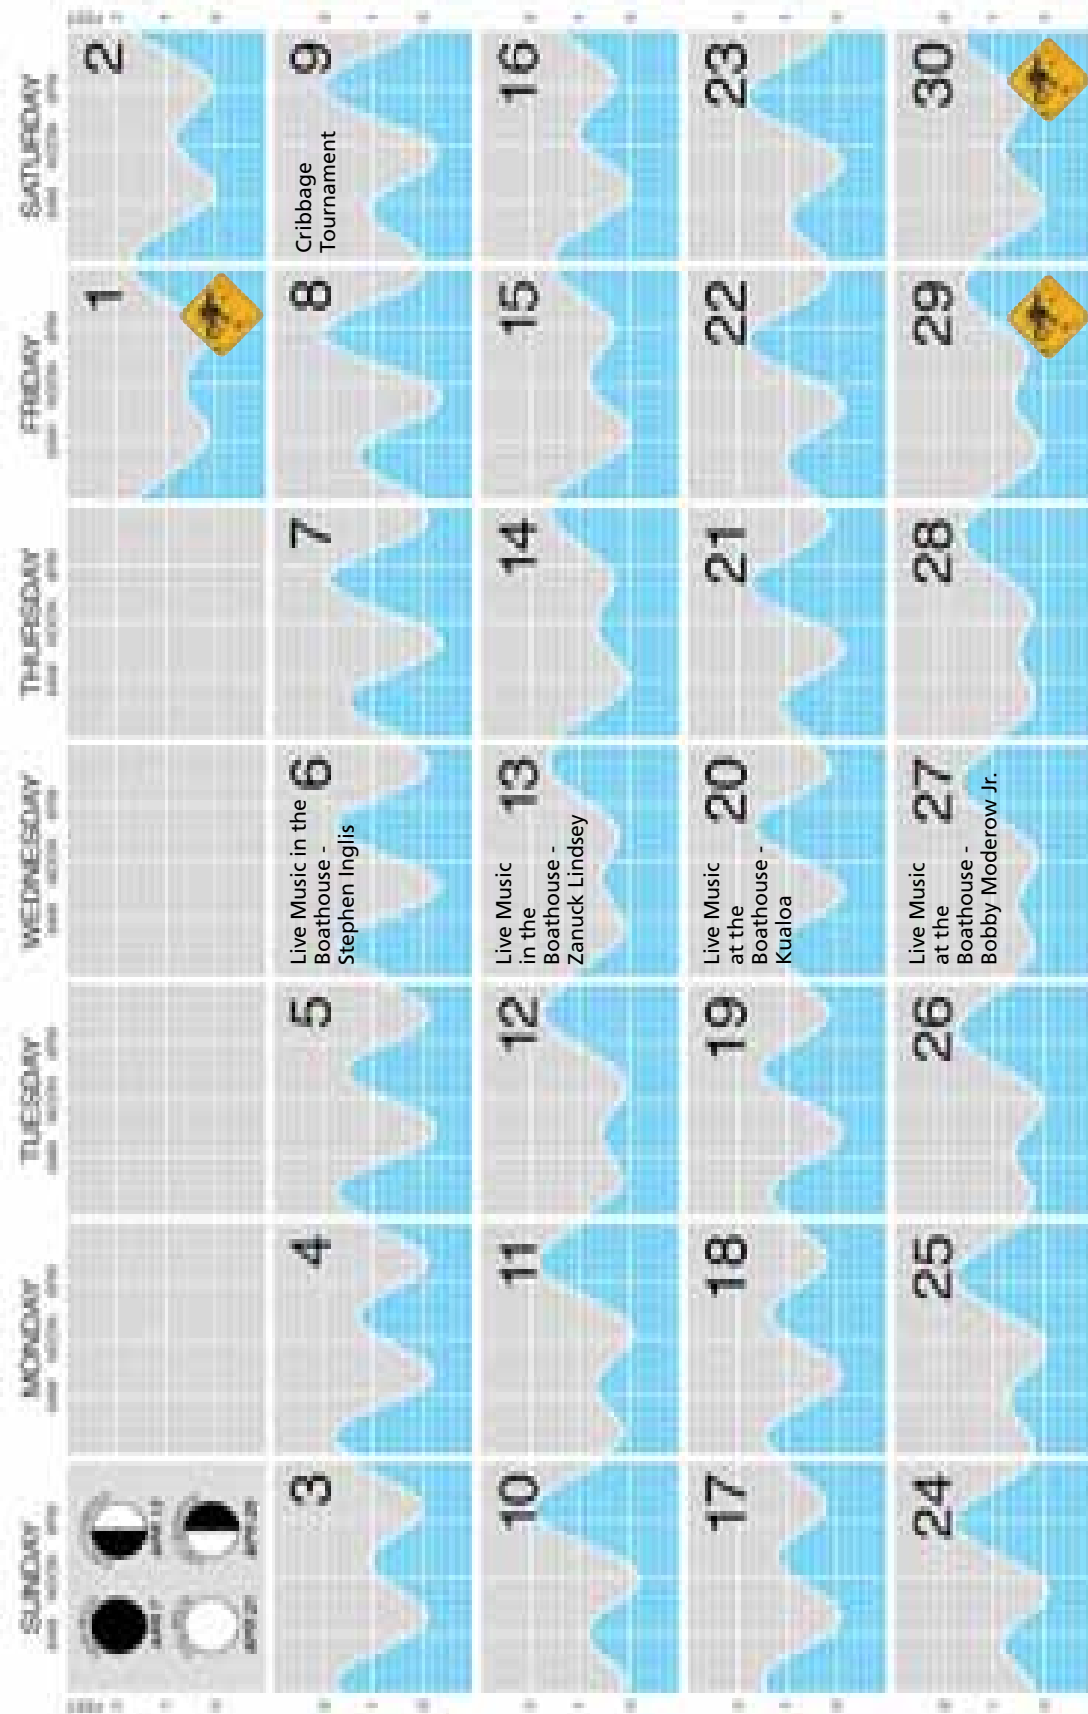 SUNDAY MONDAY TUESDAY WEDNESDAY THURSDAY FRIDAY SATURDAY
1
2
3
4
5
6
Live Music in the
Boathouse -
Stephen Inglis
7
8
9
Cribbage
Tournament
10
11
12
13
Live Music
in the
Boathouse -
Zanuck Lindsey
14
15
16
17
18
19
20
Live Music
at the
Boathouse -
Kualoa
21
22
23
24
25
26
27
Live Music
at the
Boathouse -
Bobby Moderow Jr.
28
29
30